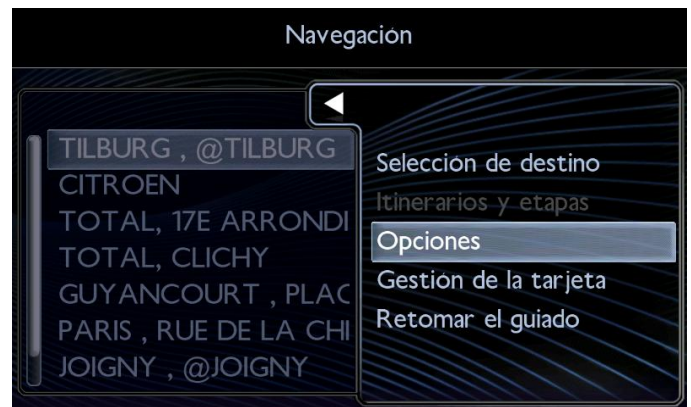 Navegación
TILBURG , @TILBURG
CITROEN
TOTAL, 17E ARRONDI
TOTAL, CLICHY
GUYANCOURT , PLAC
PARIS , RUE DE LA CHI
JOIGNY , @JOIGNY
Selección de destino
Itinerarios y etapas
Opciones
Gestión de la tarjeta
Retomar el guiado